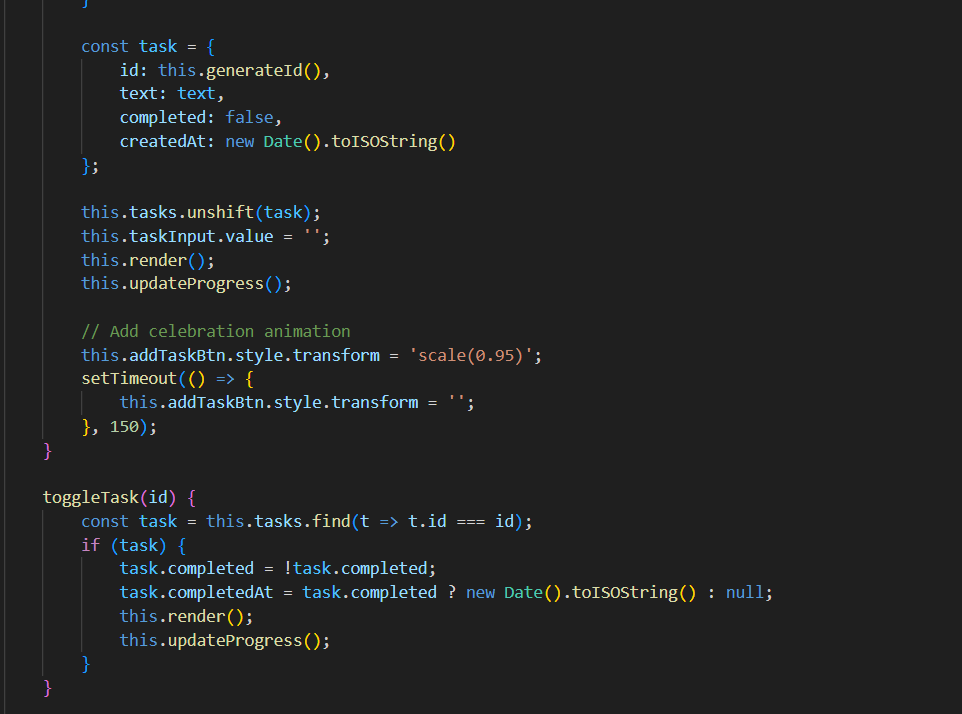 }
const task = {
id: this.generateId(),
text: text,
completed: false,
createdAt: new Date().toISOString()
};
this.tasks.unshift(task);
this.taskInput.value = '';
this.render();
this.updateProgress();
// Add celebration animation
this.addTaskBtn.style.transform = 'scale(0.95)';
setTimeout(() => {
this.addTaskBtn.style.transform = '';
}, 150);
}
toggleTask(id) {
const task = this.tasks.find(t => t.id === id);
if (task) {
task.completed = !task.completed;
task.completedAt = task.completed ? new Date().toISOString() : null;
this.render();
this.updateProgress();
}
}